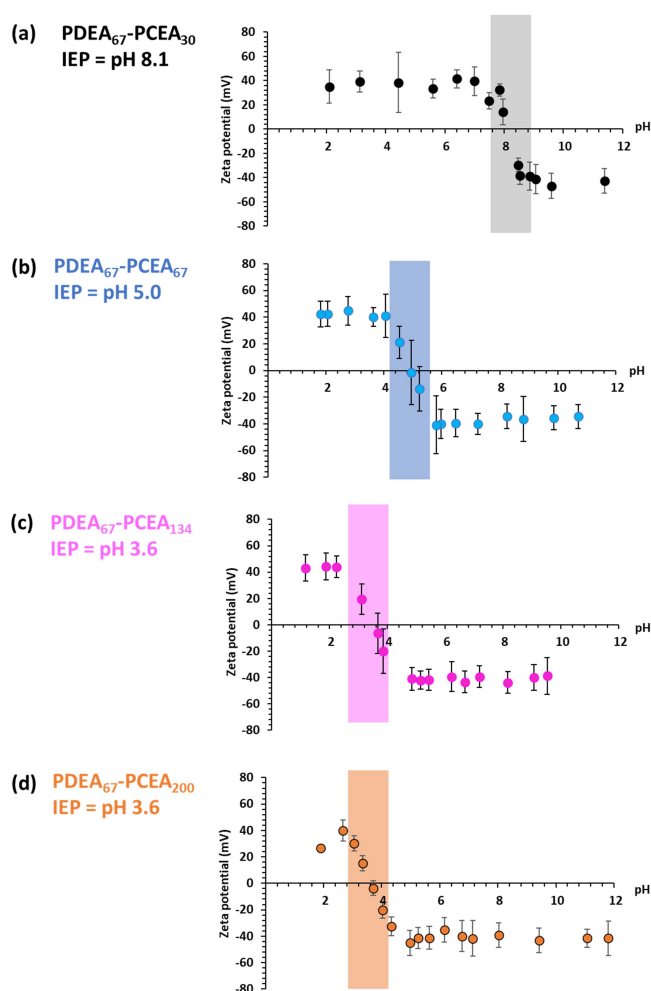 (a)
PDEA₆₇-PCEA₃₀
IEP = pH 8.1
Zeta potential (mV)
80
60
40
20
0
-20
-40
-60
-80
2 4 6 8 10 12
pH
(b)
PDEA₆₇-PCEA₆₇
IEP = pH 5.0
Zeta potential (mV)
80
60
40
20
0
-20
-40
-60
-80
2 4 6 8 10 12
pH
(c)
PDEA₆₇-PCEA₁₃₄
IEP = pH 3.6
Zeta potential (mV)
80
60
40
20
0
-20
-40
-60
-80
2 4 6 8 10 12
pH
(d)
PDEA₆₇-PCEA₂₀₀
IEP = pH 3.6
Zeta potential (mV)
80
60
40
20
0
-20
-40
-60
-80
2 4 6 8 10 12
pH